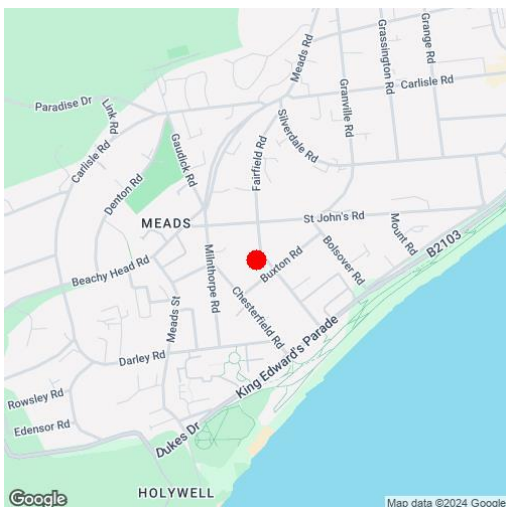 Grassington Rd
Grange Rd
Meads Rd
Granville Rd
Carlisle Rd
Paradise Dr
Link Rd
Silverdale Rd
Carlisle Rd
Gaudick Rd
Fairfield Rd
Denton Rd
MEADS
St John's Rd
Mount Rd
B2103
Bolsover Rd
Beachy Head Rd
Milnthorpe Rd
Buxton Rd
Chesterfield Rd
Meads St
King Edward's Parade
Darley Rd
Rowsley Rd
Edensor Rd
Dukes Dr
HOLYWELL
Google
Map data ©2024 Google